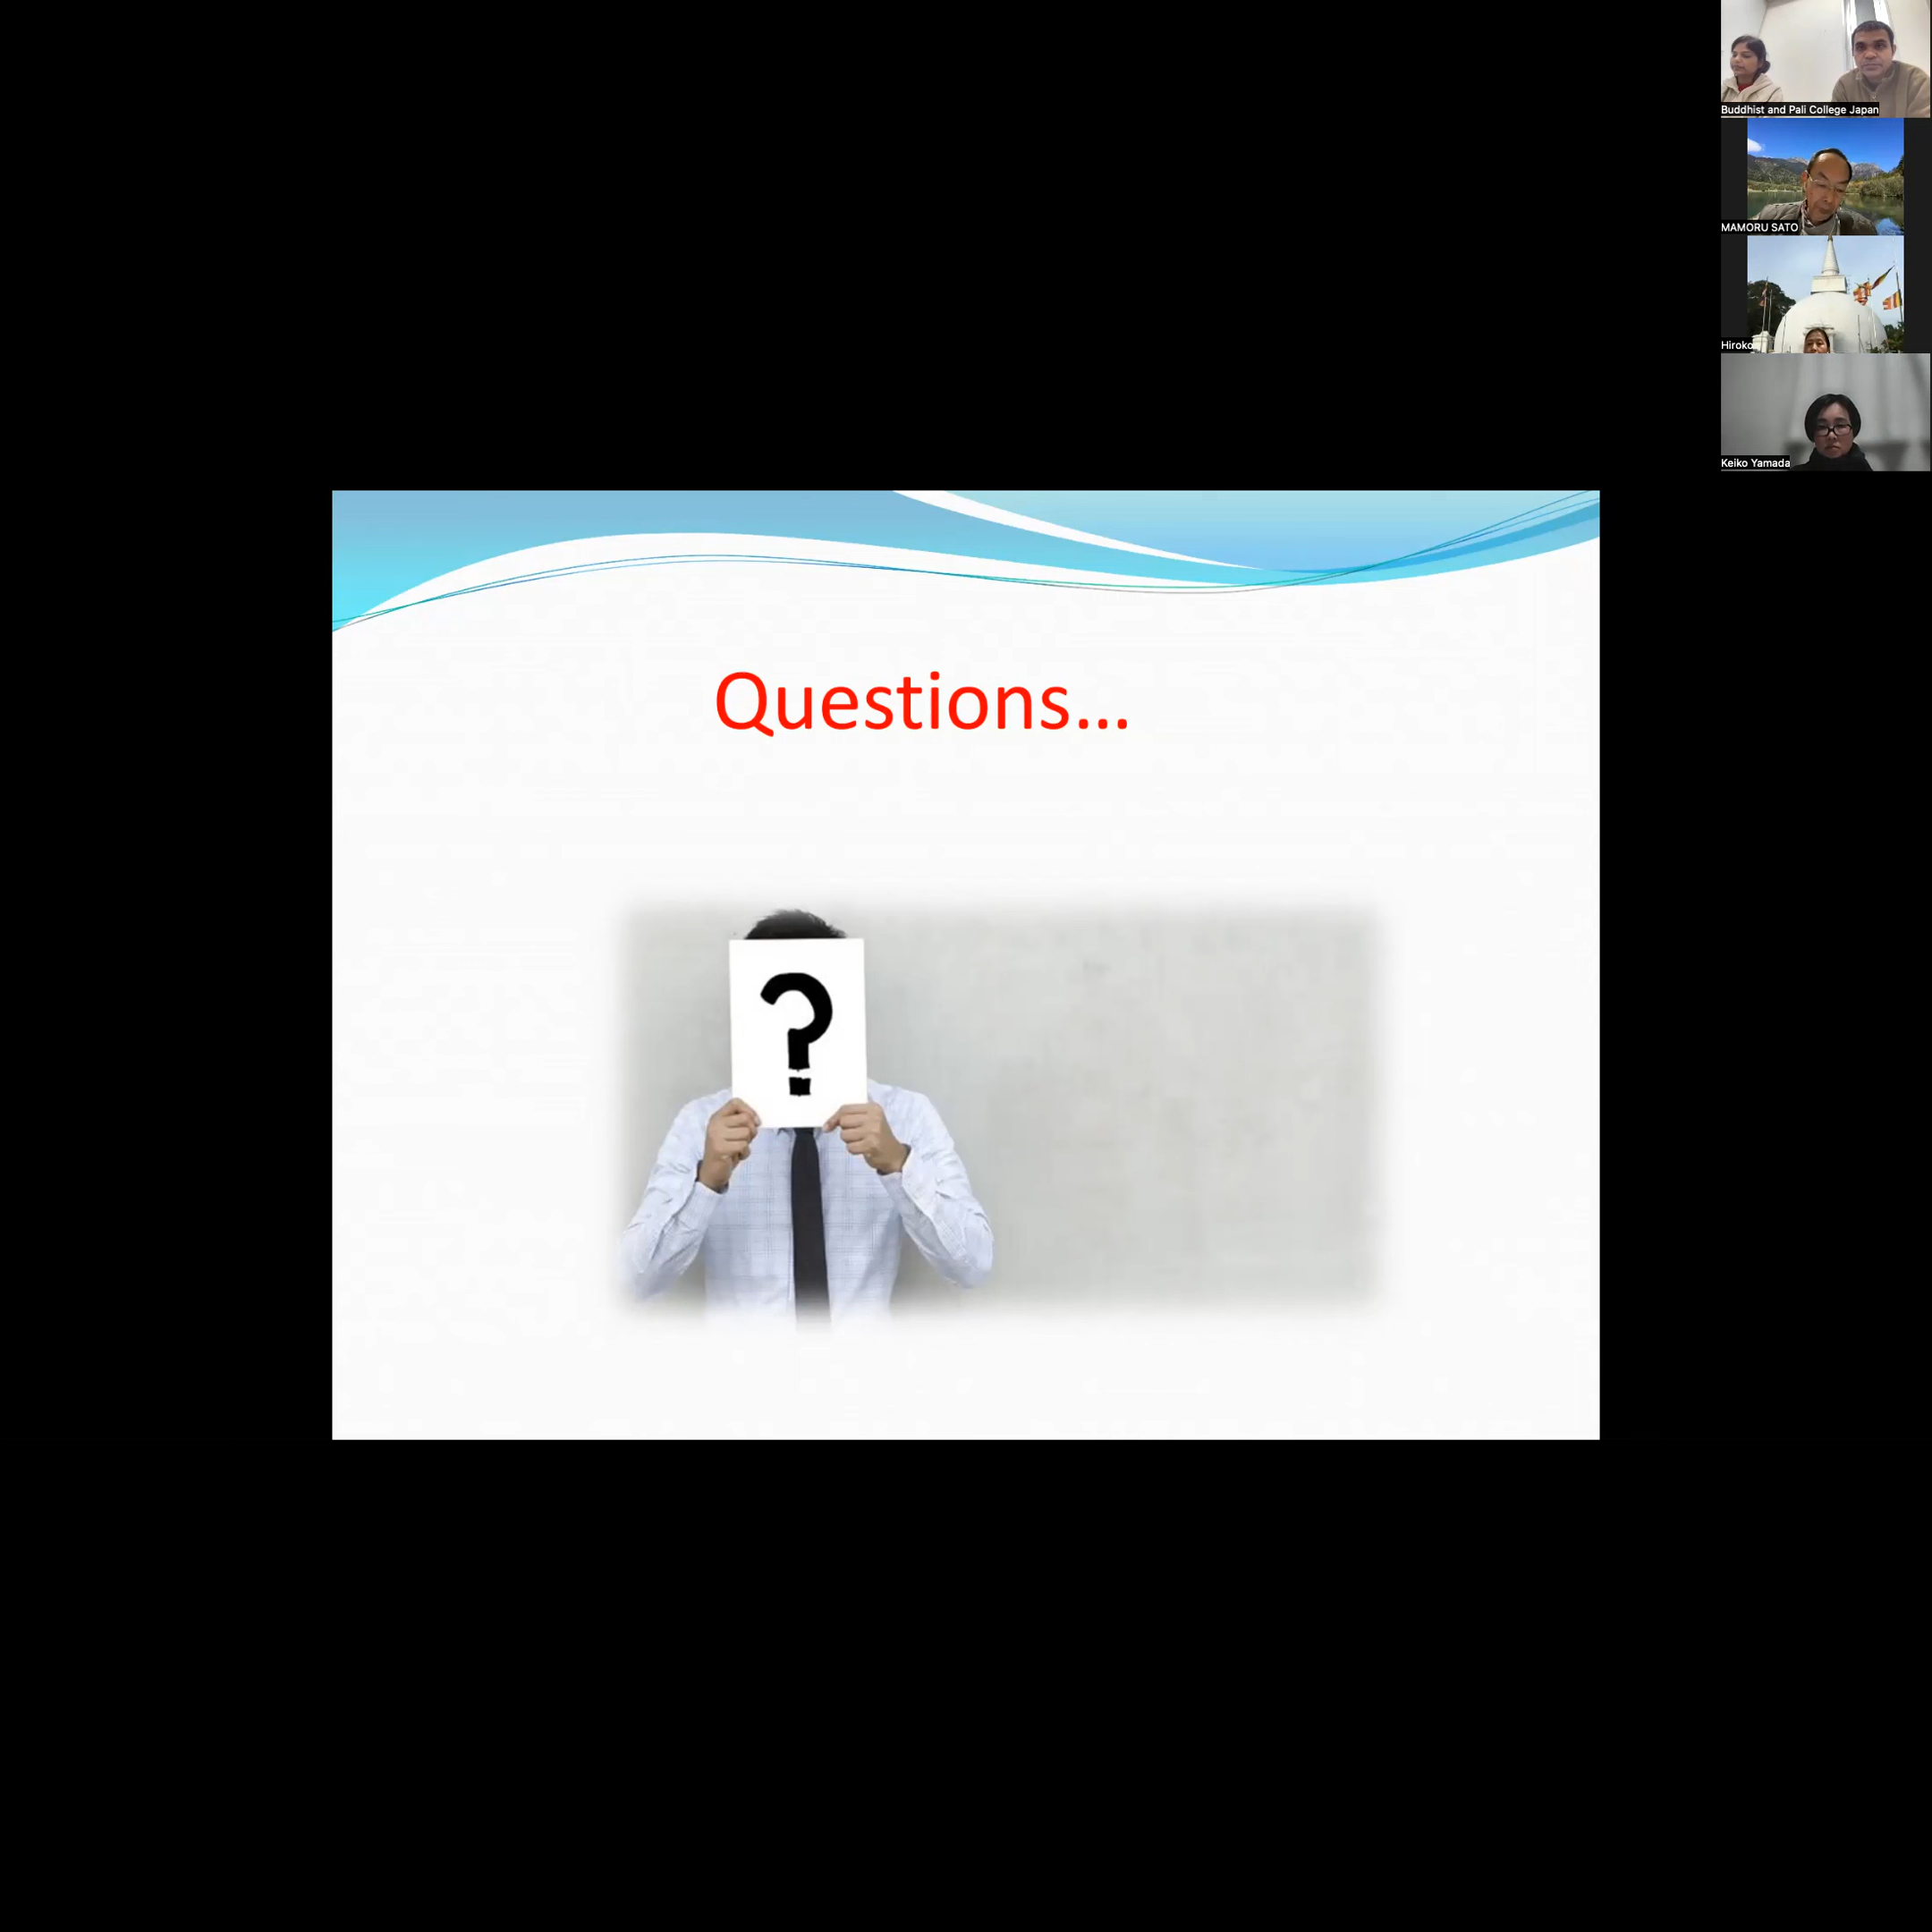 Buddhist and Pali College Japan
MAMORU SATO
Hiroko
Keiko Yamada
Questions...
?